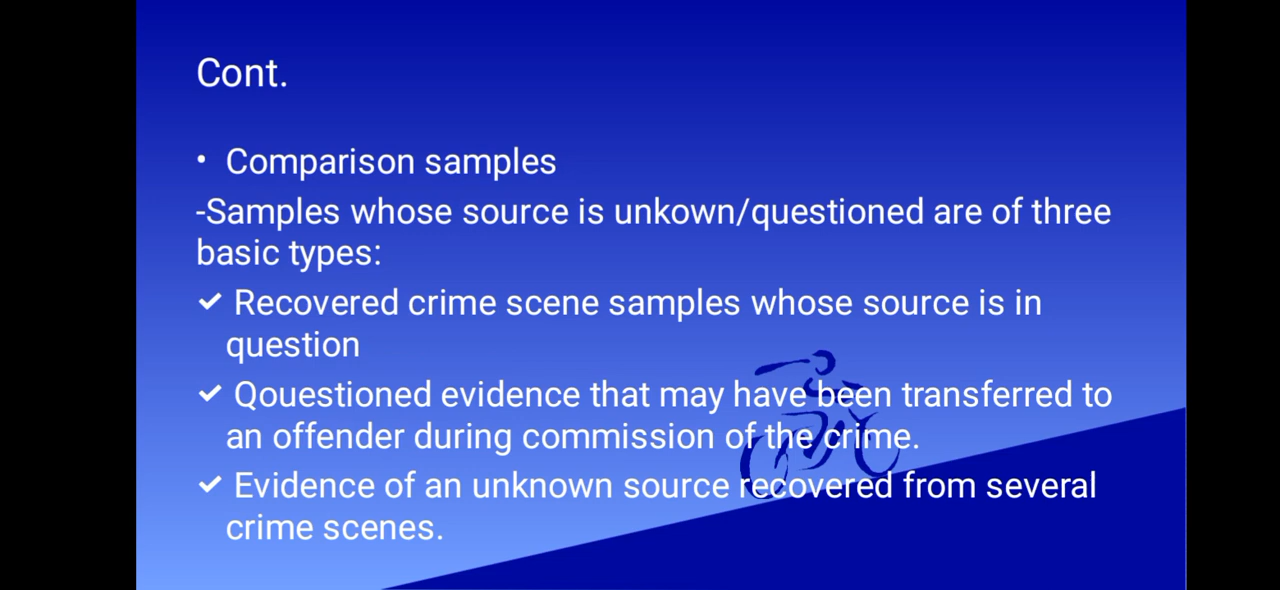 Cont.
• Comparison samples
-Samples whose source is unkown/questioned are of three
basic types:
✔ Recovered crime scene samples whose source is in
question
✔ Qouestioned evidence that may have been transferred to
an offender during commission of the crime.
✔ Evidence of an unknown source recovered from several
crime scenes.